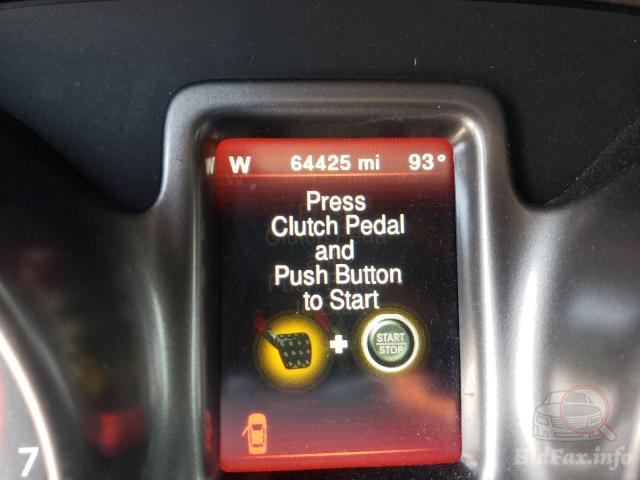 W W 64425 mi 93°
Press
Clutch Pedal
and
Push Button
to Start
+ START
STOP
7
BidFax.info